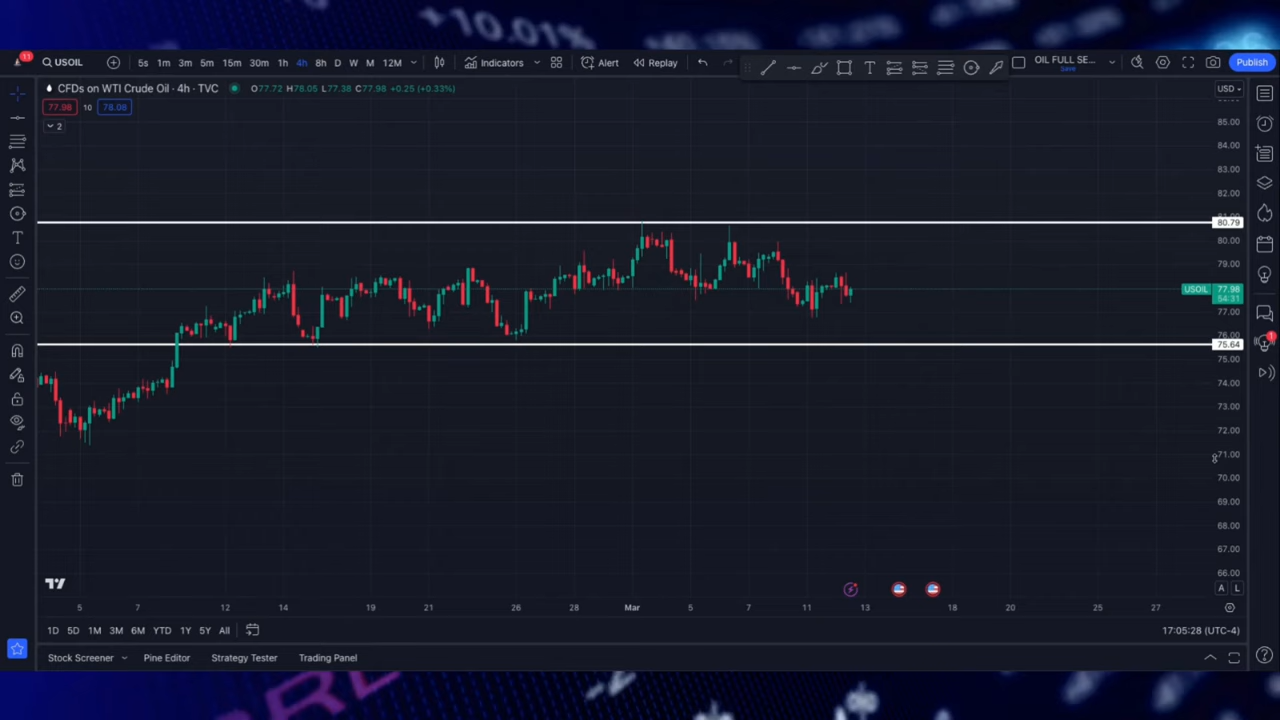 +10.01%
11
USOIL
5s 1m 3m 5m 15m 30m 1h 4h 8h D W M 12M
Indicators
Alert
Replay
OIL FULL SE...
Save
Publish
CFDs on WTI Crude Oil · 4h · TVC
O77.72 H78.05 L77.38 C77.98 +0.25 (+0.33%)
USD
77.98 10 78.08
2
85.00
84.00
83.00
82.00
80.79
80.00
79.00
USOIL 77.98
54:31
77.00
76.00
75.64
75.00
74.00
73.00
72.00
71.00
70.00
69.00
68.00
67.00
66.00
A L
5 7 12 14 19 21 26 28 Mar 5 7 11 13 18 20 25 27
1D 5D 1M 3M 6M YTD 1Y 5Y All
17:05:28 (UTC-4)
Stock Screener Pine Editor Strategy Tester Trading Panel